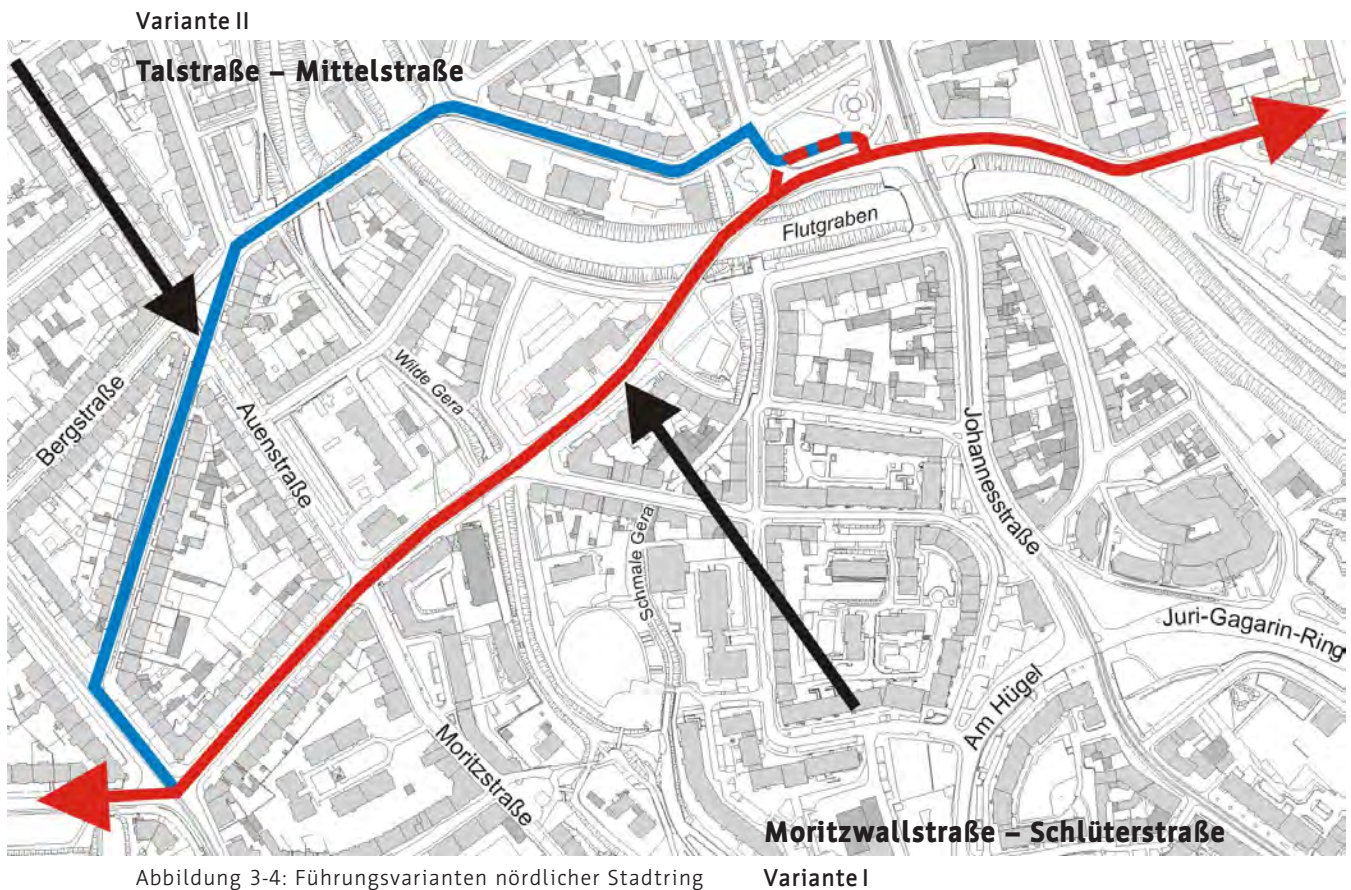 Variante II
Talstraße – Mittelstraße
Flutgraben
Wilde Gera
Bergstraße
Auenstraße
Johannesstraße
Schmale Gera
Juri-Gagarin-Ring
Am Hügel
Moritzstraße
Moritzwallstraße – Schlüterstraße
Abbildung 3-4: Führungsvarianten nördlicher Stadtring
Variante I